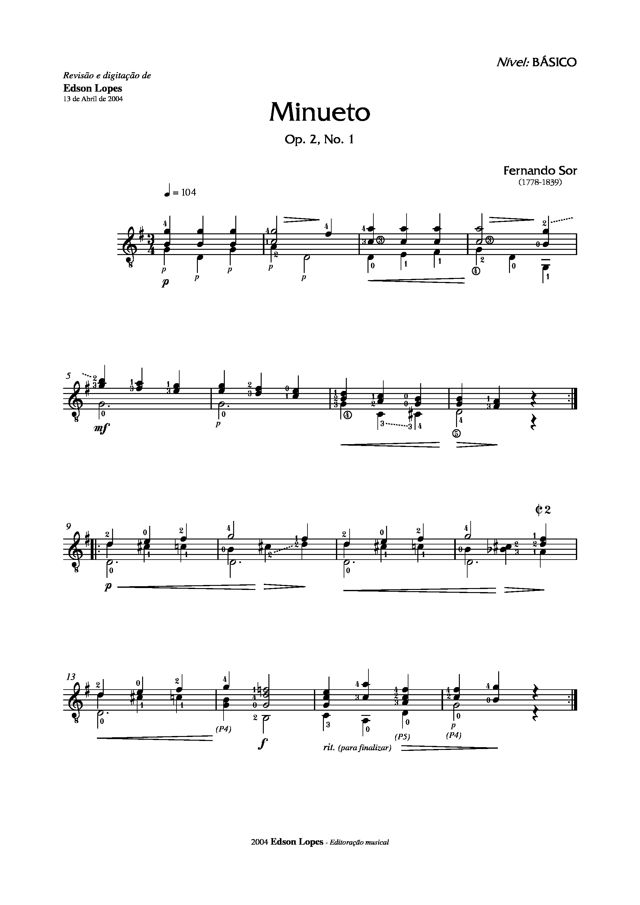 Nível: BÁSICO
Revisão e digitação de
Edson Lopes
13 de Abril de 2004
Minueto
Op. 2, No. 1
Fernando Sor
(1778-1839)
♩ = 104
p p p p p p
p
5
mf
p
9
¢2
p
13
(P4)
f
rit. (para finalizar)
(P5)
p
(P4)
2004 Edson Lopes - Editoração musical